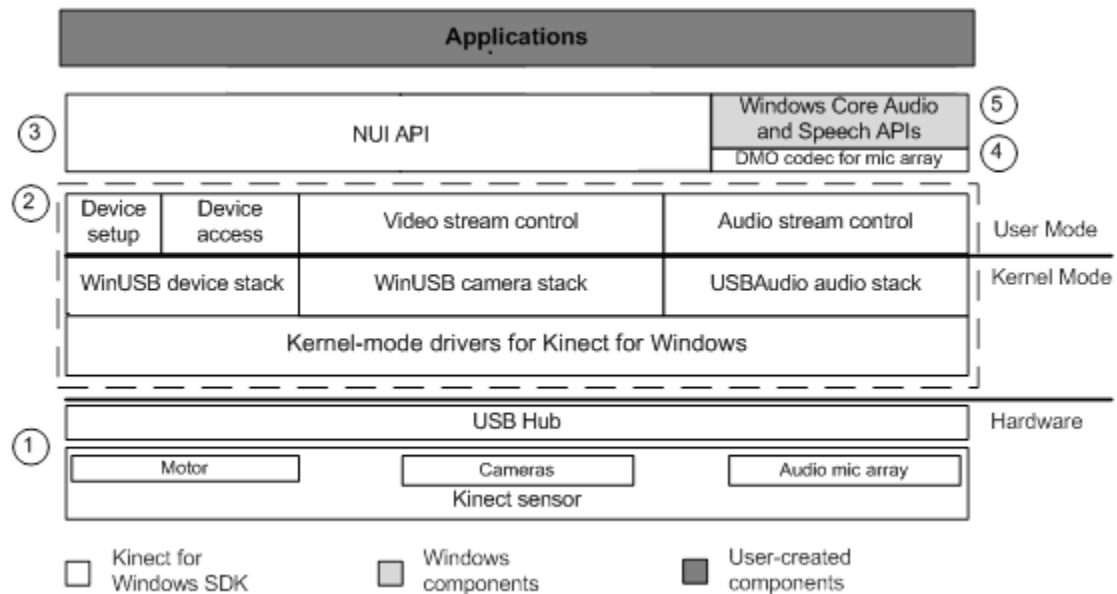 Applications
③
NUI API
Windows Core Audio
and Speech APIs
⑤
DMO codec for mic array
④
②
Device
setup
Device
access
Video stream control
Audio stream control
User Mode
WinUSB device stack
WinUSB camera stack
USBAudio audio stack
Kernel Mode
Kernel-mode drivers for Kinect for Windows
USB Hub
Hardware
①
Motor
Cameras
Audio mic array
Kinect sensor
Kinect for
Windows SDK
Windows
components
User-created
components